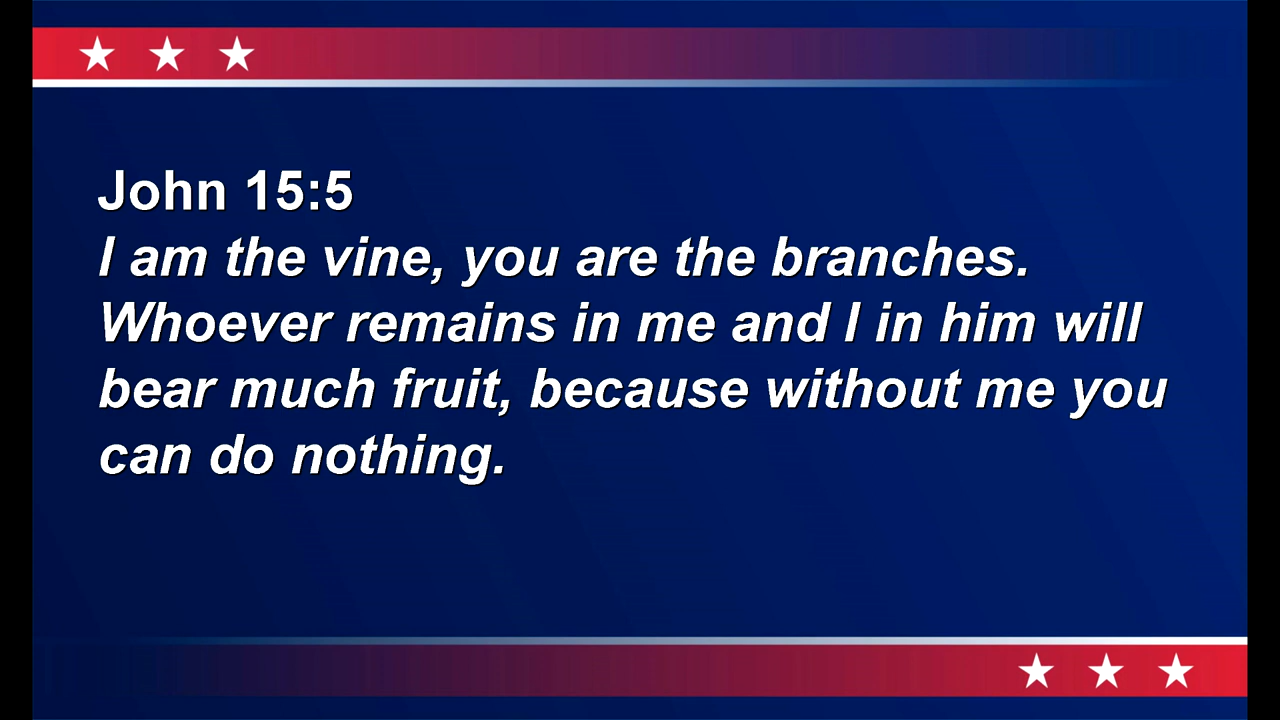 John 15:5
I am the vine, you are the branches.
Whoever remains in me and I in him will
bear much fruit, because without me you
can do nothing.